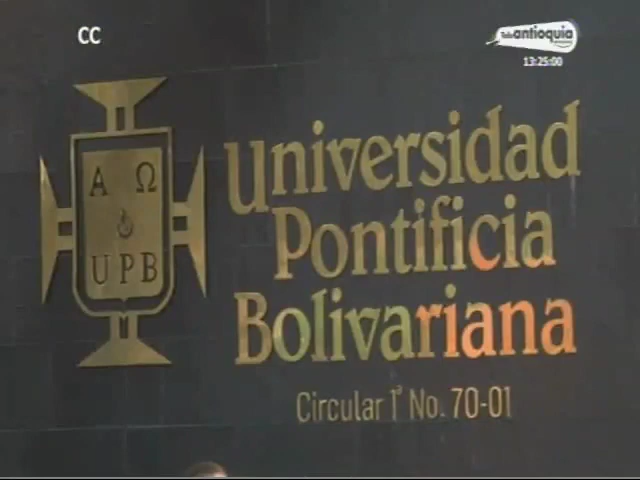 CC
Teleantioquia
13:25:00
Α Ω
UPB
Universidad
Pontificia
Bolivariana
Circular 1ª No. 70-01